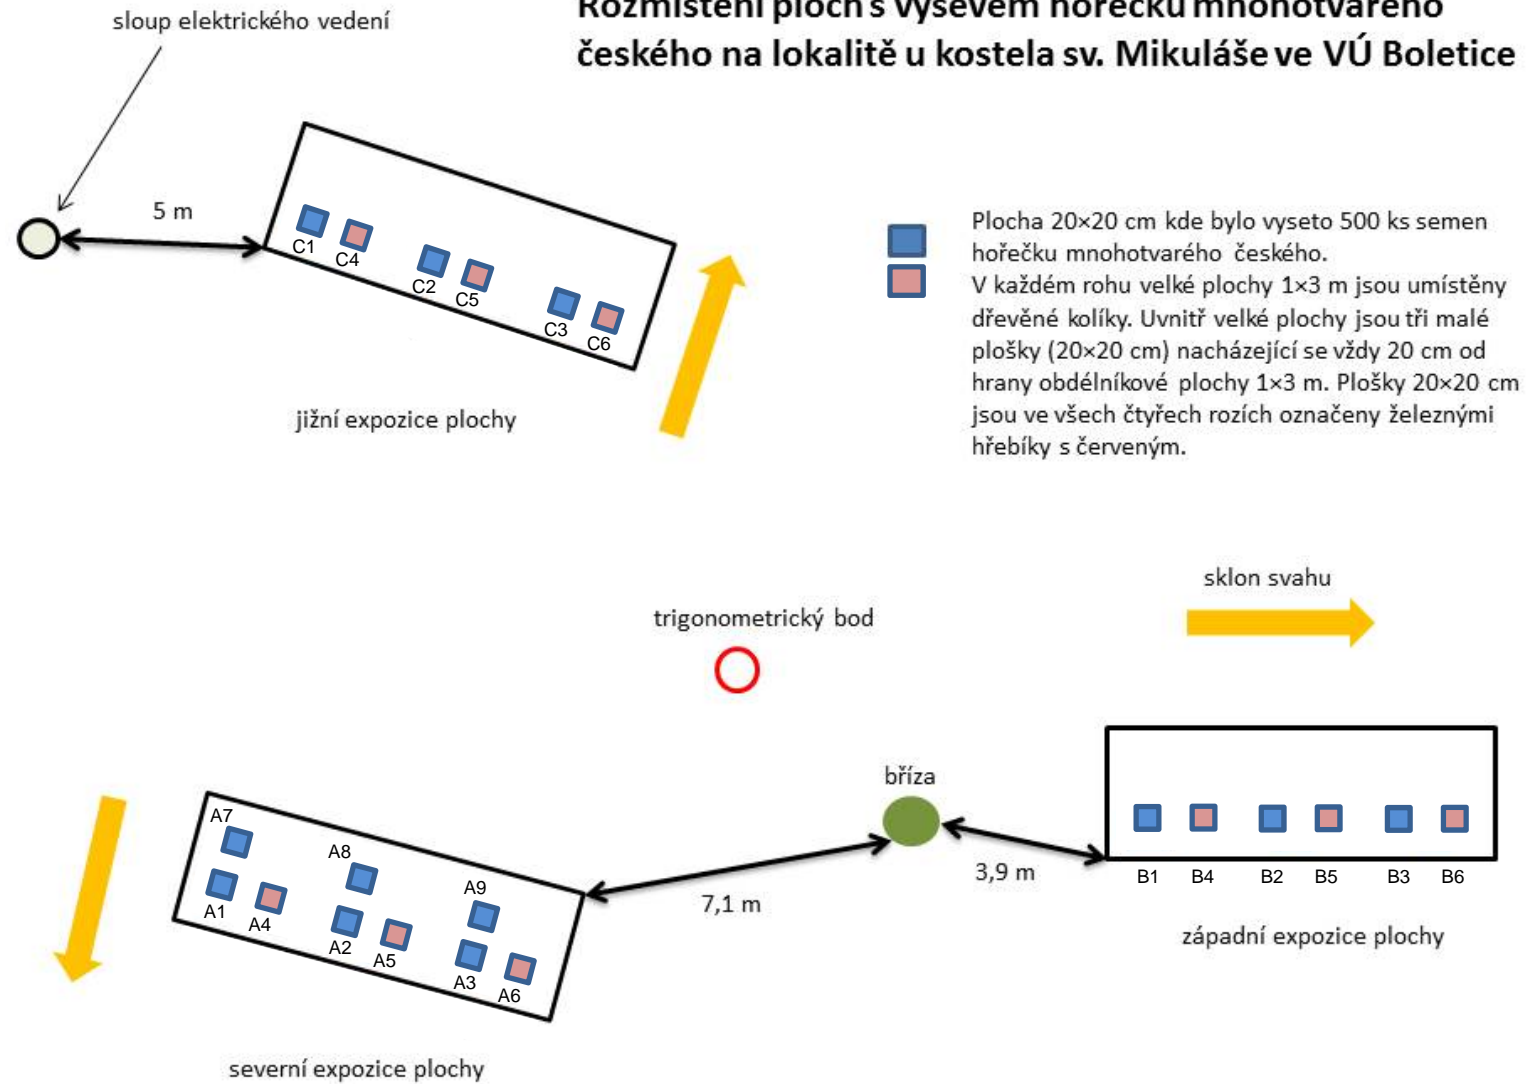 sloup elektrického vedení
Rozmístění ploch s výsevem hořečku mnohotvarého
českého na lokalitě u kostela sv. Mikuláše ve VÚ Boletice
5 m
C1
C4
C2
C5
C3
C6
jižní expozice plochy
Plocha 20×20 cm kde bylo vyseto 500 ks semen
hořečku mnohotvarého českého.
V každém rohu velké plochy 1×3 m jsou umístěny
dřevěné kolíky. Uvnitř velké plochy jsou tři malé
plošky (20×20 cm) nacházející se vždy 20 cm od
hrany obdélníkové plochy 1×3 m. Plošky 20×20 cm
jsou ve všech čtyřech rozích označeny železnými
hřebíky s červeným.
sklon svahu
trigonometrický bod
bříza
3,9 m
7,1 m
B1
B4
B2
B5
B3
B6
západní expozice plochy
A7
A8
A9
A1
A4
A2
A5
A3
A6
severní expozice plochy